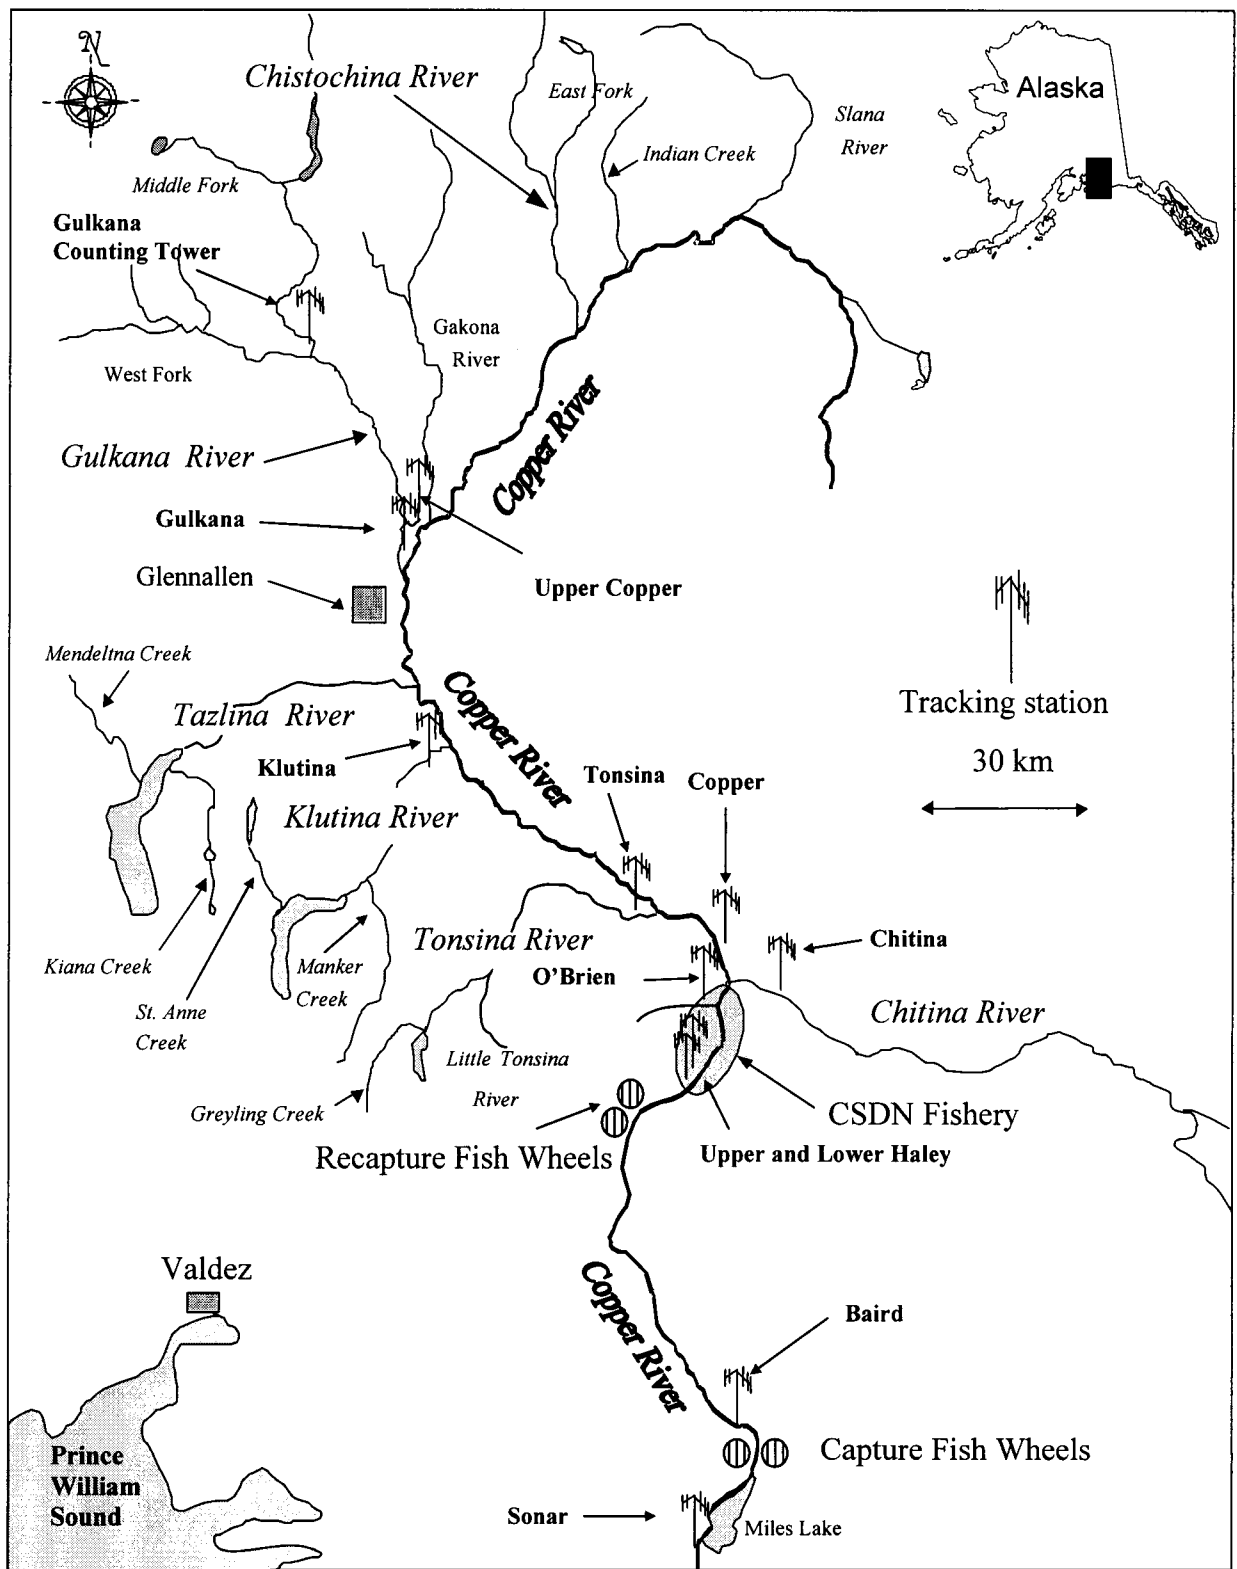 N
Chistochina River
East Fork
Slana
River
Alaska
Indian Creek
Middle Fork
Gulkana
Counting Tower
Gakona
River
West Fork
Copper River
Gulkana River
Gulkana
Glennallen
Upper Copper
Mendeltna Creek
Tazlina River
Copper River
Tracking station
30 km
Klutina
Tonsina
Copper
Klutina River
Tonsina River
Chitina
O'Brien
Kiana Creek
Manker
Creek
St. Anne
Creek
Chitina River
Little Tonsina
River
Greyling Creek
CSDN Fishery
Recapture Fish Wheels
Upper and Lower Haley
Valdez
Copper River
Baird
Prince
William
Sound
Capture Fish Wheels
Sonar
Miles Lake